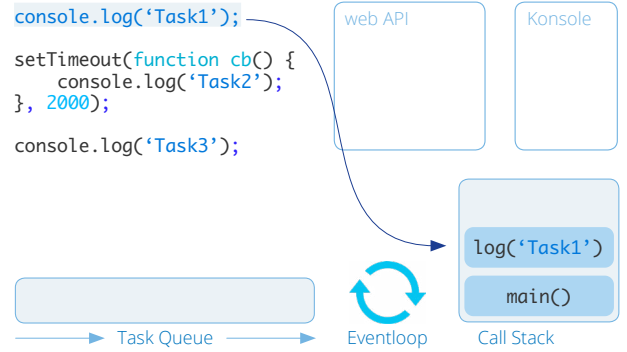 console.log(‘Task1’);
setTimeout(function cb() {
    console.log(‘Task2’);
}, 2000);
console.log(‘Task3’);
web API
Konsole
log(‘Task1’)
main()
Task Queue
Eventloop
Call Stack